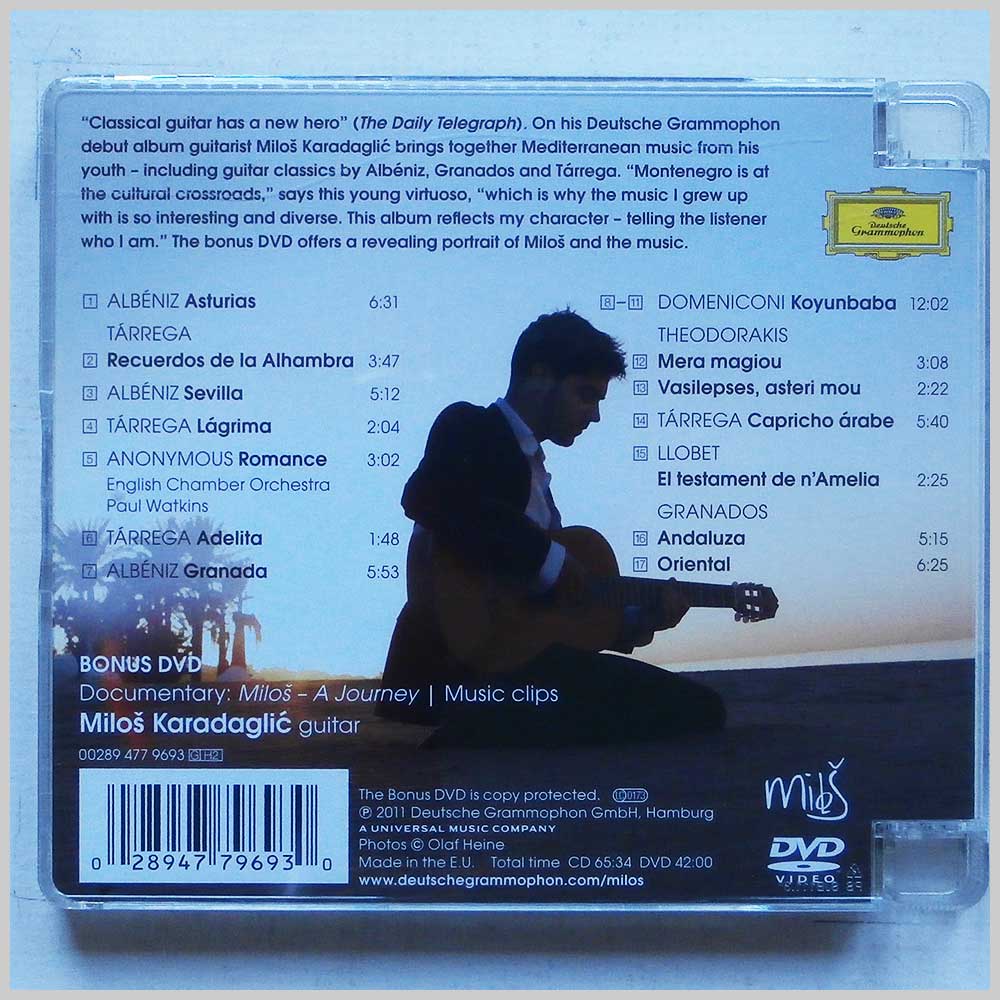 “Classical guitar has a new hero” (The Daily Telegraph). On his Deutsche Grammophon
debut album guitarist Miloš Karadaglić brings together Mediterranean music from his
youth – including guitar classics by Albéniz, Granados and Tárrega. “Montenegro is at
the cultural crossroads,” says this young virtuoso, “which is why the music I grew up
with is so interesting and diverse. This album reflects my character – telling the listener
who I am.” The bonus DVD offers a revealing portrait of Miloš and the music.
Deutsche
Grammophon
1 ALBÉNIZ Asturias 6:31
TÁRREGA
2 Recuerdos de la Alhambra 3:47
3 ALBÉNIZ Sevilla 5:12
4 TÁRREGA Lágrima 2:04
5 ANONYMOUS Romance 3:02
English Chamber Orchestra
Paul Watkins
6 TÁRREGA Adelita 1:48
7 ALBÉNIZ Granada 5:53
8–11 DOMENICONI Koyunbaba 12:02
THEODORAKIS
12 Mera magiou 3:08
13 Vasilepses, asteri mou 2:22
14 TÁRREGA Capricho árabe 5:40
15 LLOBET
El testament de n’Amelia 2:25
GRANADOS
16 Andaluza 5:15
17 Oriental 6:25
BONUS DVD
Documentary: Miloš – A Journey | Music clips
Miloš Karadaglić guitar
00289 477 9693 G H2
0 28947 79693 0
The Bonus DVD is copy protected. LC 0173
℗ 2011 Deutsche Grammophon GmbH, Hamburg
A UNIVERSAL MUSIC COMPANY
Photos © Olaf Heine
Made in the E.U. Total time CD 65:34 DVD 42:00
www.deutschegrammophon.com/milos
Miloš
DVD
VIDEO